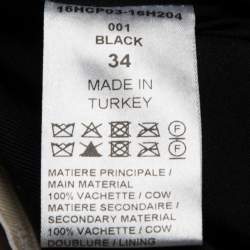 16HCP03-16H204
001
BLACK
34
MADE IN
TURKEY
F
F
MATIERE PRINCIPALE /
MAIN MATERIAL
100% VACHETTE / COW
MATIERE SECONDAIRE /
SECONDARY MATERIAL
100% VACHETTE / COW
DOUBLURE / LINING